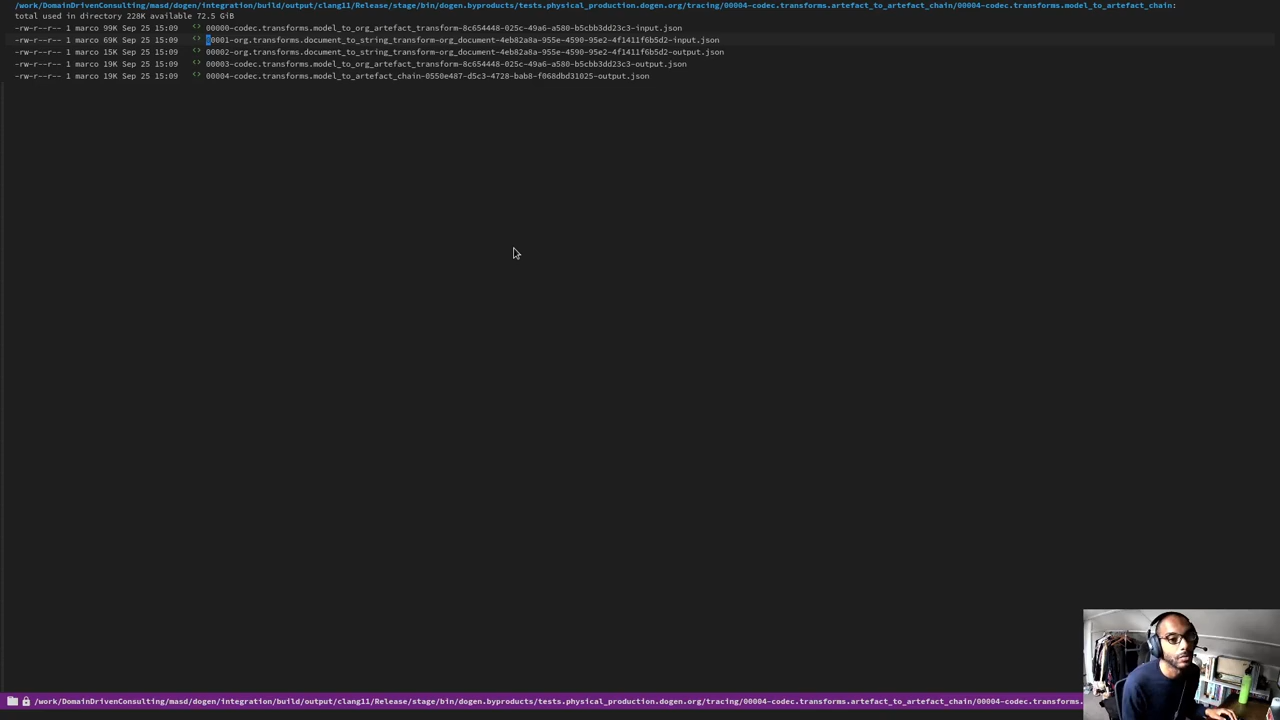 /work/DomainDrivenConsulting/masd/dogen/integration/build/output/clang11/Release/stage/bin/dogen.byproducts/tests.physical_production.dogen.org/tracing/00004-codec.transforms.artefact_to_artefact_chain/00004-codec.transforms.model_to_artefact_chain:
total used in directory 228K available 72.5 GiB
-rw-r--r-- 1 marco 99K Sep 25 15:09 <> 00000-codec.transforms.model_to_org_artefact_transform-8c654448-025c-49a6-a580-b5cbb3dd23c3-input.json
-rw-r--r-- 1 marco 69K Sep 25 15:09 <> 00001-org.transforms.document_to_string_transform-org_document-4eb82a8a-955e-4590-95e2-4f1411f6b5d2-input.json
-rw-r--r-- 1 marco 15K Sep 25 15:09 <> 00002-org.transforms.document_to_string_transform-org_document-4eb82a8a-955e-4590-95e2-4f1411f6b5d2-output.json
-rw-r--r-- 1 marco 19K Sep 25 15:09 <> 00003-codec.transforms.model_to_org_artefact_transform-8c654448-025c-49a6-a580-b5cbb3dd23c3-output.json
-rw-r--r-- 1 marco 19K Sep 25 15:09 <> 00004-codec.transforms.model_to_artefact_chain-0550e487-d5c3-4728-bab8-f068dbd31025-output.json
/work/DomainDrivenConsulting/masd/dogen/integration/build/output/clang11/Release/stage/bin/dogen.byproducts/tests.physical_production.dogen.org/tracing/00004-codec.transforms.artefact_to_artefact_chain/00004-codec.transforms.